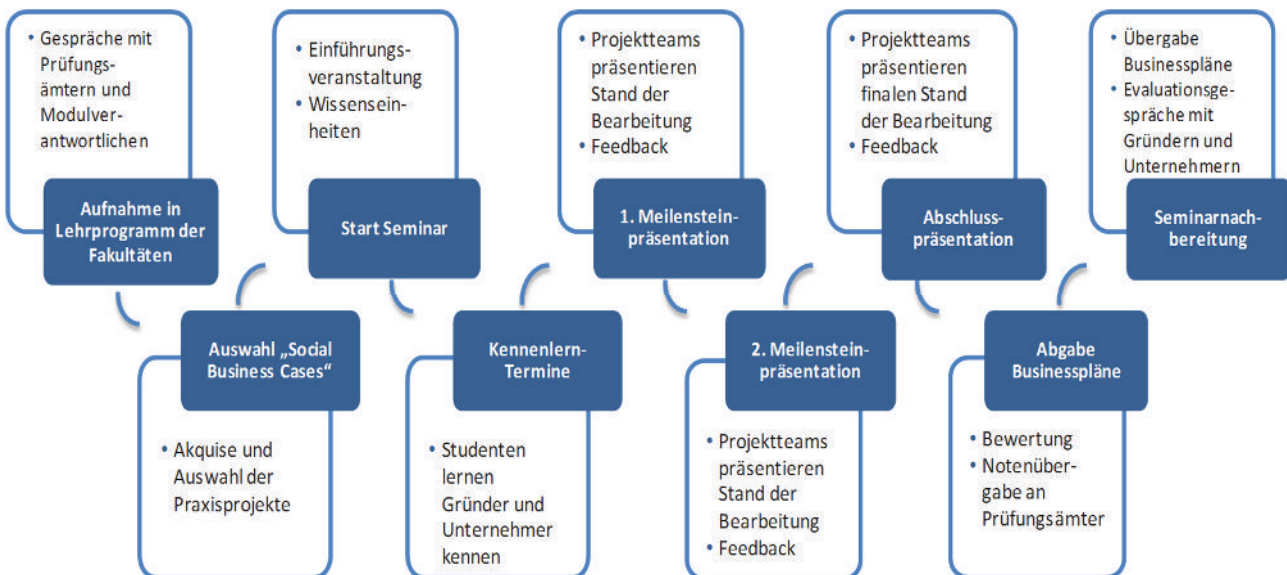 • Gespräche mit
Prüfungs-
ämtern und
Modulver-
antwortlichen
Aufnahme in
Lehrprogramm der
Fakultäten
Auswahl „Social
Business Cases“
• Akquise und
Auswahl der
Praxisprojekte
• Einführungs-
veranstaltung
• Wissensein-
heiten
Start Seminar
Kennenlern-
Termine
• Studenten
lernen
Gründer und
Unternehmer
kennen
• Projektteams
präsentieren
Stand der
Bearbeitung
• Feedback
1. Meilenstein-
präsentation
2. Meilenstein-
präsentation
• Projektteams
präsentieren
Stand der
Bearbeitung
• Feedback
• Projektteams
präsentieren
finalen Stand
der Bearbeitung
• Feedback
Abschluss-
präsentation
Abgabe
Businesspläne
• Bewertung
• Notenüber-
gabe an
Prüfungsämter
• Übergabe
Businesspläne
• Evaluationsge-
spräche mit
Gründern und
Unternehmern
Seminarnach-
bereitung